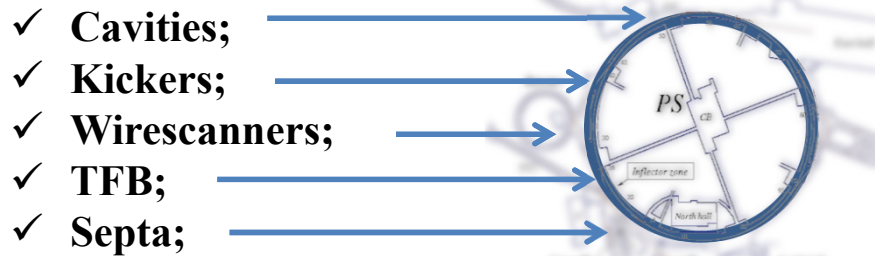 ✓ Cavities;
✓ Kickers;
✓ Wirescanners;
✓ TFB;
✓ Septa;
PS
CB
Inflector zone
North hall